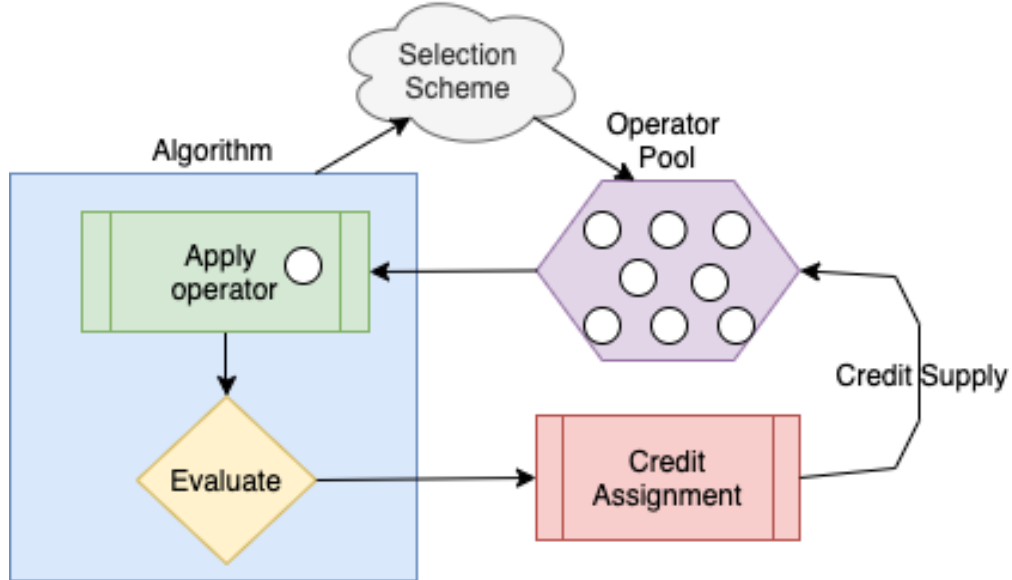 Selection
Scheme
Algorithm
Operator
Pool
Apply
operator
Credit Supply
Evaluate
Credit
Assignment